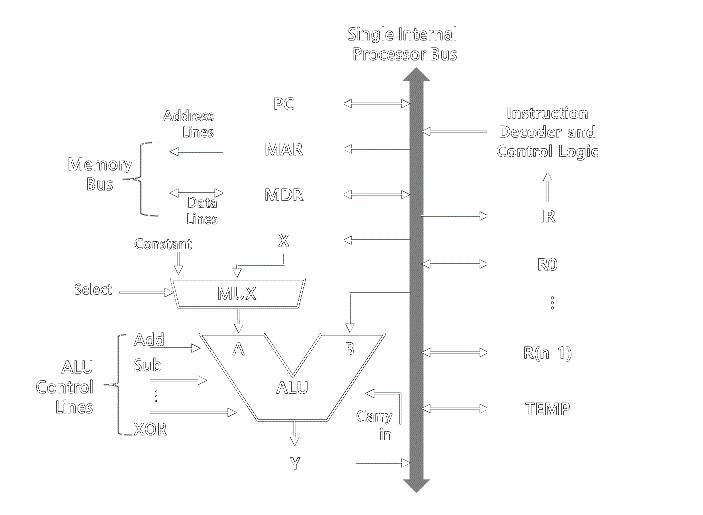 Single Internal
Processor Bus
PC
Address
Lines
Instruction
Decoder and
Control Logic
MAR
Memory
Bus
MDR
Data
Lines
IR
Constant
X
R0
Select
MUX
⋮
Add
A
B
Sub
R(n-1)
ALU
ALU
Control
Lines
⋮
Carry
in
TEMP
XOR
Y